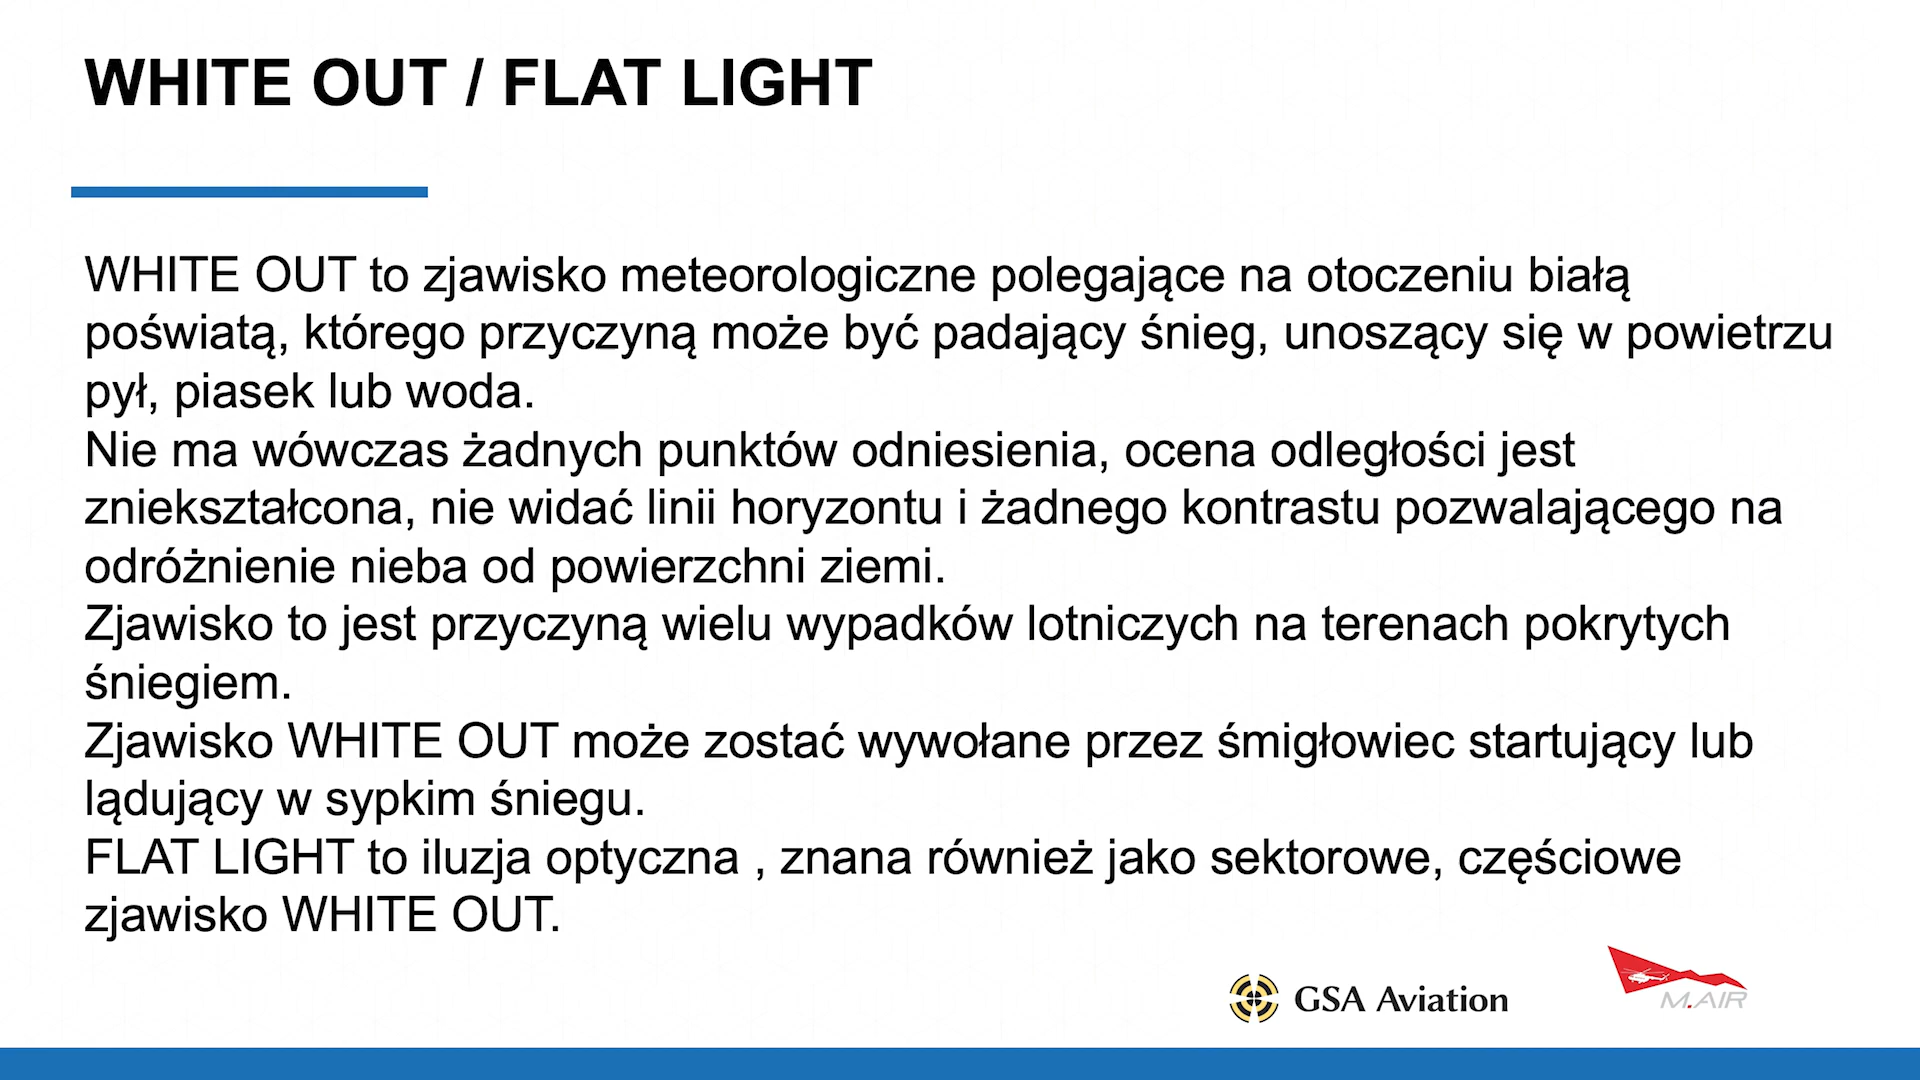 WHITE OUT / FLAT LIGHT
WHITE OUT to zjawisko meteorologiczne polegające na otoczeniu białą
poświatą, którego przyczyną może być padający śnieg, unoszący się w powietrzu
pył, piasek lub woda.
Nie ma wówczas żadnych punktów odniesienia, ocena odległości jest
zniekształcona, nie widać linii horyzontu i żadnego kontrastu pozwalającego na
odróżnienie nieba od powierzchni ziemi.
Zjawisko to jest przyczyną wielu wypadków lotniczych na terenach pokrytych
śniegiem.
Zjawisko WHITE OUT może zostać wywołane przez śmigłowiec startujący lub
lądujący w sypkim śniegu.
FLAT LIGHT to iluzja optyczna , znana również jako sektorowe, częściowe
zjawisko WHITE OUT.
GSA Aviation
M.AIR